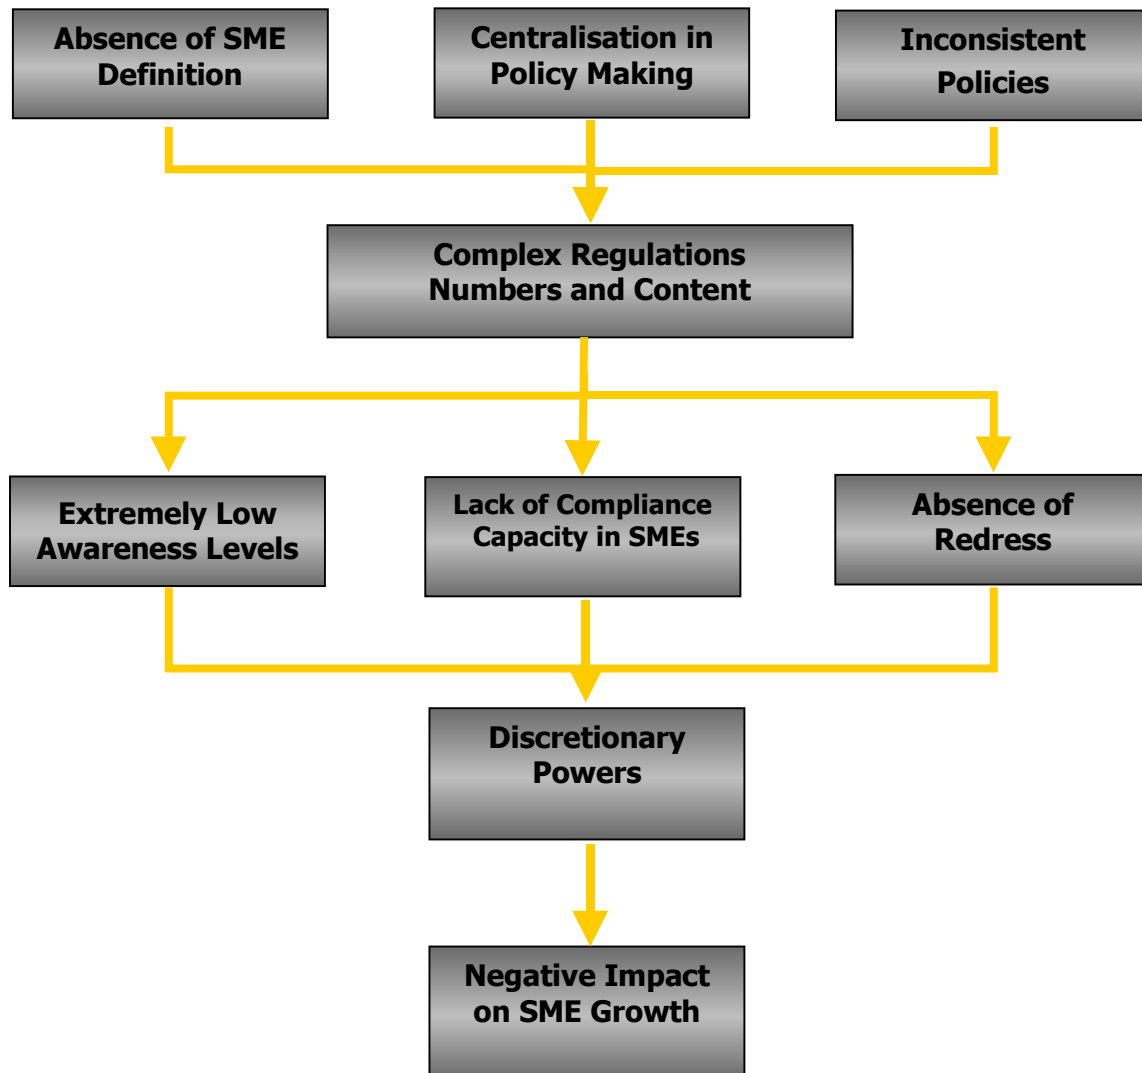 Absence of SME
Definition
Centralisation in
Policy Making
Inconsistent
Policies
Complex Regulations
Numbers and Content
Extremely Low
Awareness Levels
Lack of Compliance
Capacity in SMEs
Absence of
Redress
Discretionary
Powers
Negative Impact
on SME Growth